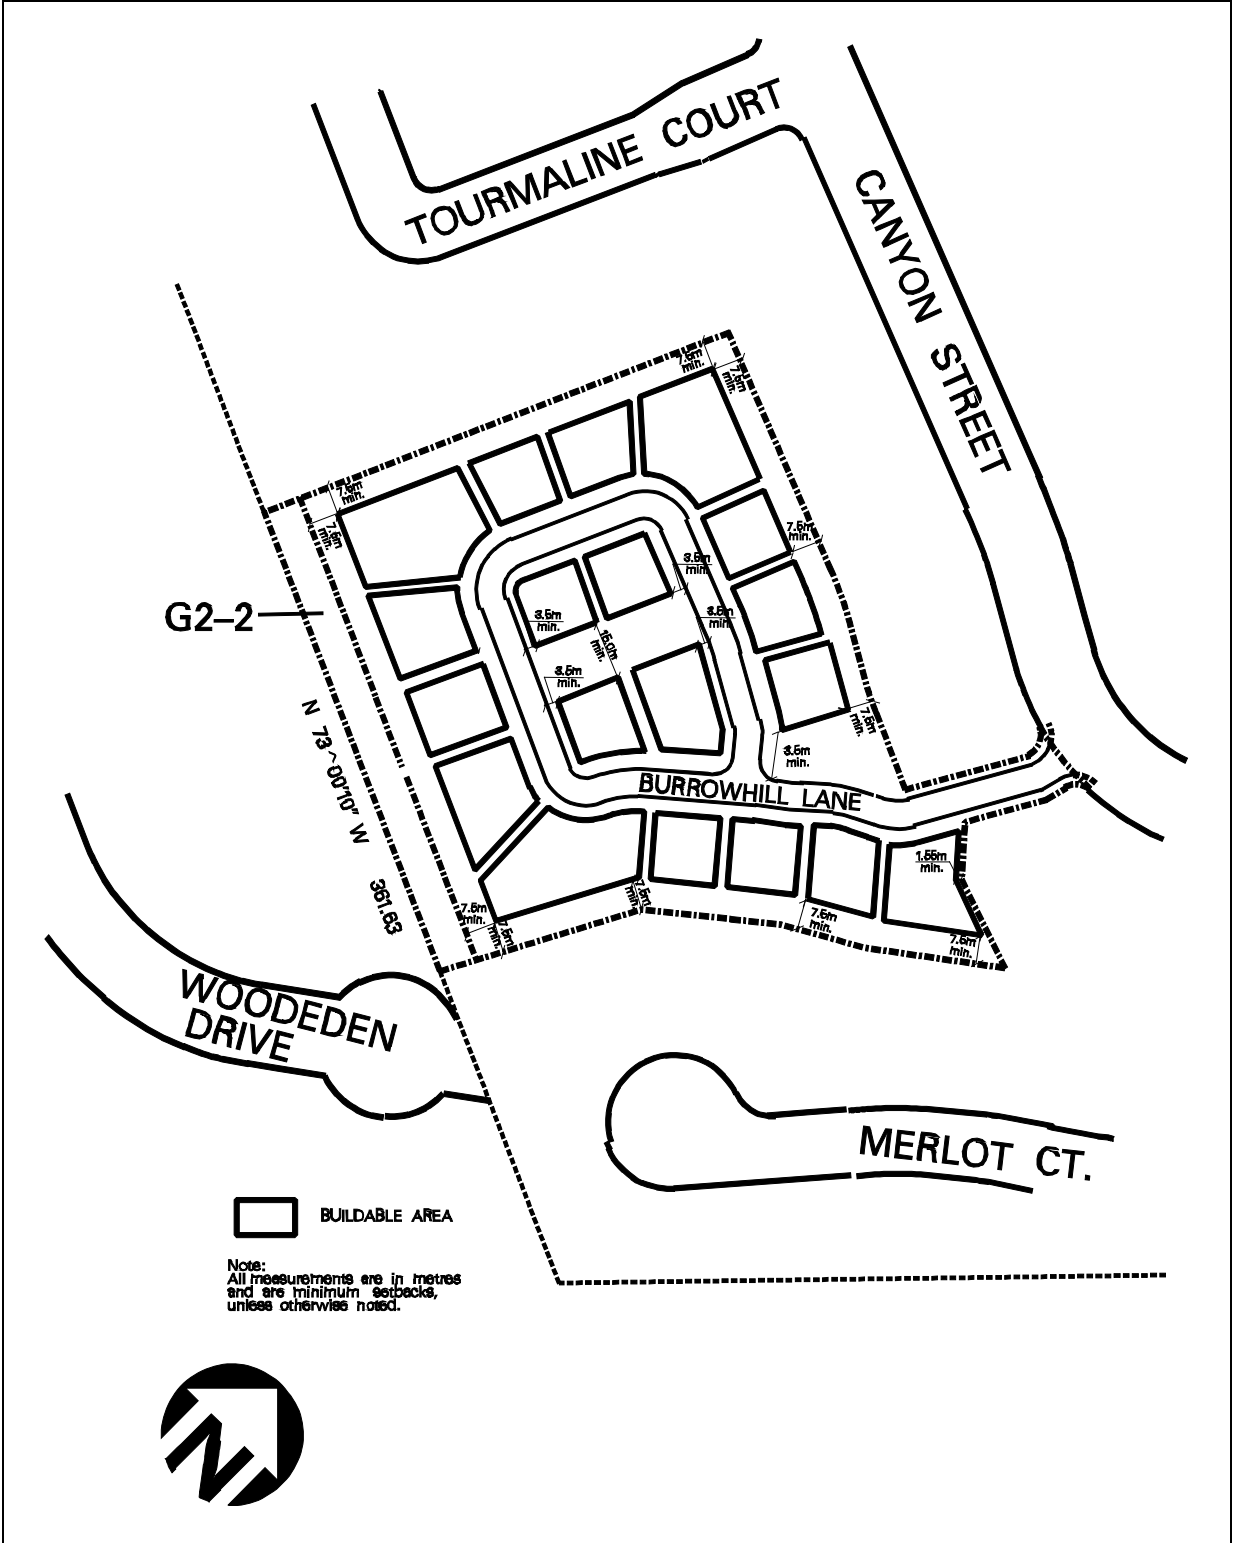 TOURMALINE COURT
CANYON STREET
7.5m
min.
7.5m
min.
7.5m
min.
7.5m
min.
7.5m
min.
3.5m
min.
3.5m
min.
3.5m
min.
15.0m
min.
3.5m
min.
G2–2
N 73~00'10" W 361.63
7.5m
min.
3.5m
min.
BURROWHILL LANE
1.55m
min.
7.5m
min.
7.5m
min.
7.5m
min.
7.5m
min.
7.5m
min.
WOODEDEN
DRIVE
MERLOT CT.
BUILDABLE AREA
Note:
All measurements are in metres
and are minimum setbacks,
unless otherwise noted.
N